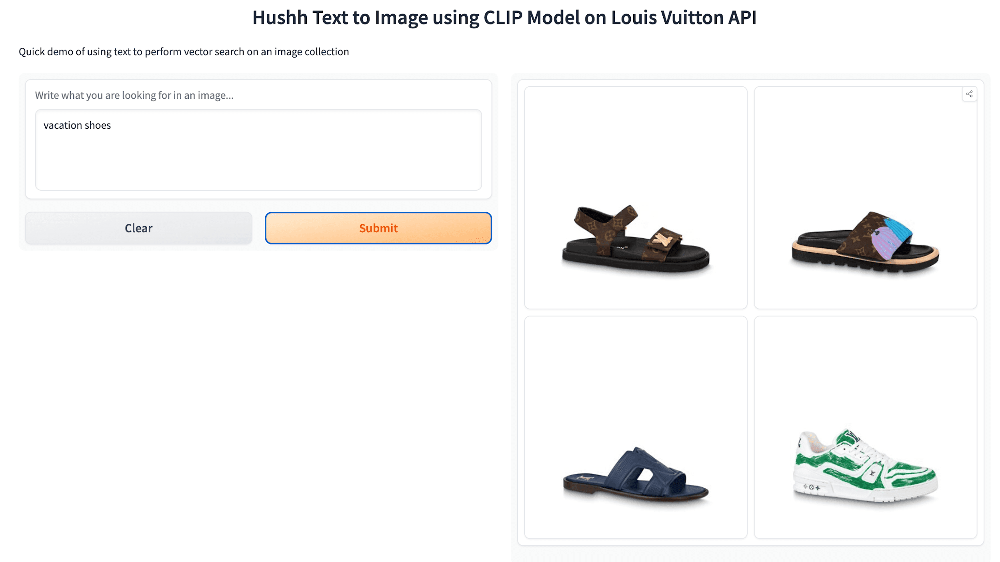 Hushh Text to Image using CLIP Model on Louis Vuitton API
Quick demo of using text to perform vector search on an image collection
Write what you are looking for in an image...
vacation shoes
Clear
Submit